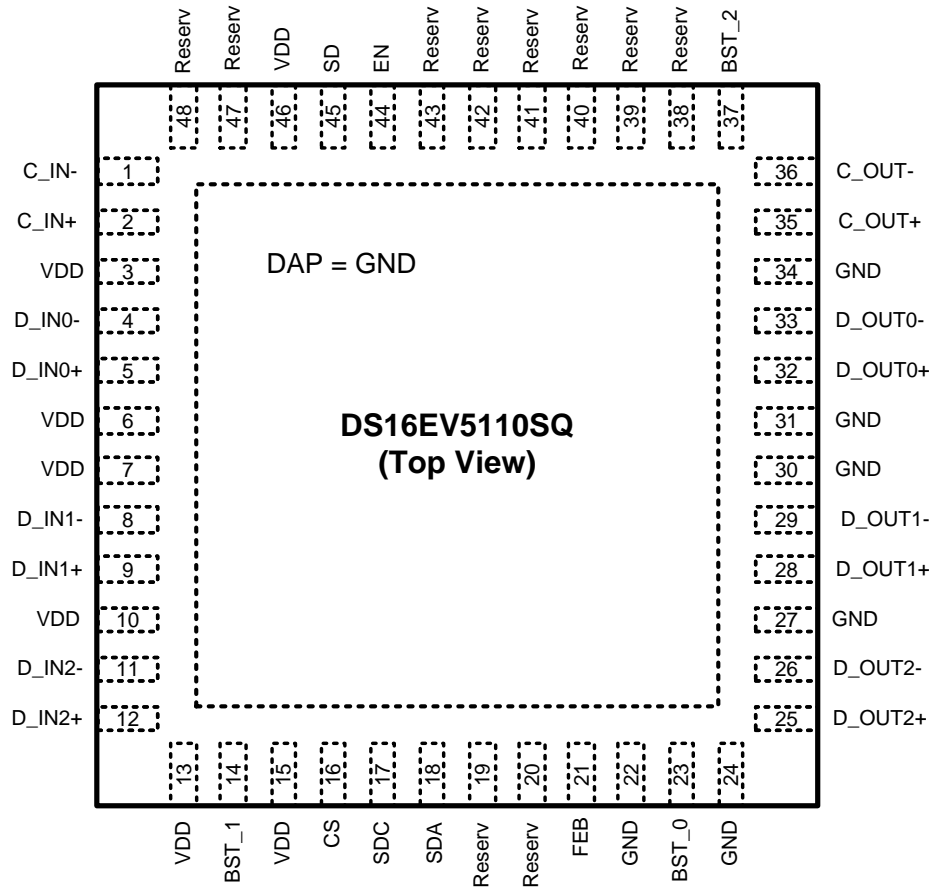 Reserv
Reserv
VDD
SD
EN
Reserv
Reserv
Reserv
Reserv
Reserv
Reserv
BST_2
48
47
46
45
44
43
42
41
40
39
38
37
C_IN- 1
C_IN+ 2
VDD 3
D_IN0- 4
D_IN0+ 5
VDD 6
VDD 7
D_IN1- 8
D_IN1+ 9
VDD 10
D_IN2- 11
D_IN2+ 12
DAP = GND
DS16EV5110SQ
(Top View)
36 C_OUT-
35 C_OUT+
34 GND
33 D_OUT0-
32 D_OUT0+
31 GND
30 GND
29 D_OUT1-
28 D_OUT1+
27 GND
26 D_OUT2-
25 D_OUT2+
13
14
15
16
17
18
19
20
21
22
23
24
VDD
BST_1
VDD
CS
SDC
SDA
Reserv
Reserv
FEB
GND
BST_0
GND